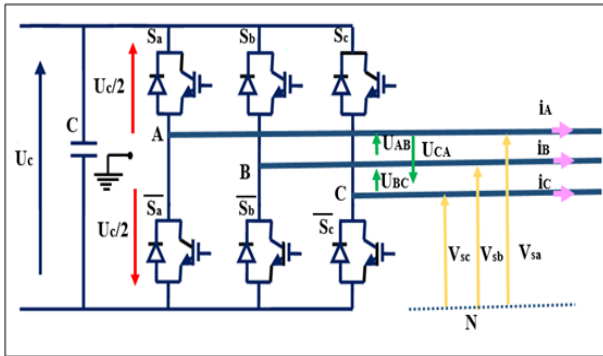 Sa Sb Sc
Uc/2
C
A
UAB
UCA
iA
Uc
B
UBC
iB
C
iC
Sa Sb Sc
Uc/2
Vsc Vsb Vsa
N